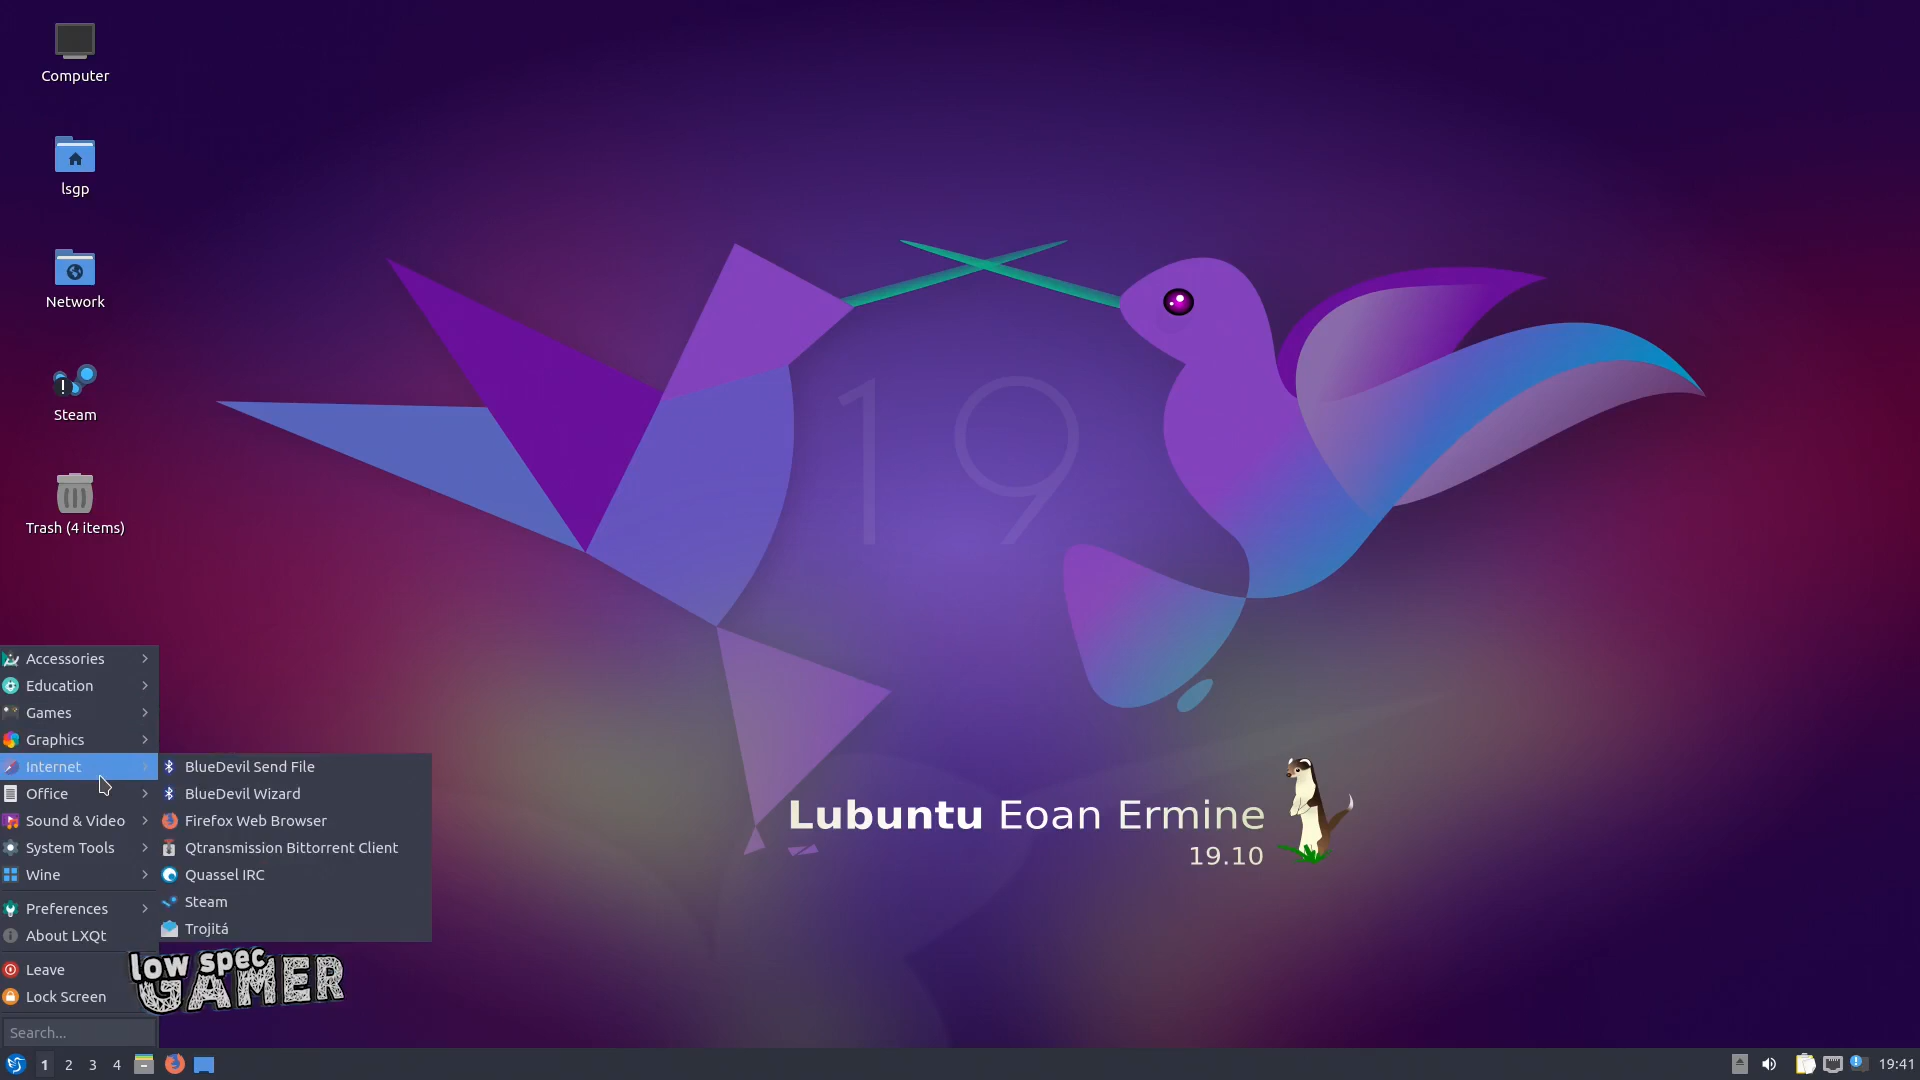 Computer
lsgp
Network
Steam
Trash (4 items)
19
Lubuntu Eoan Ermine
19.10
Accessories
Education
Games
Graphics
Internet
Office
Sound & Video
System Tools
Wine
Preferences
About LXQt
Leave
Lock Screen
Search...
BlueDevil Send File
BlueDevil Wizard
Firefox Web Browser
Qtransmission Bittorrent Client
Quassel IRC
Steam
Trojitá
low spec
GAMER
1 2 3 4
19:41